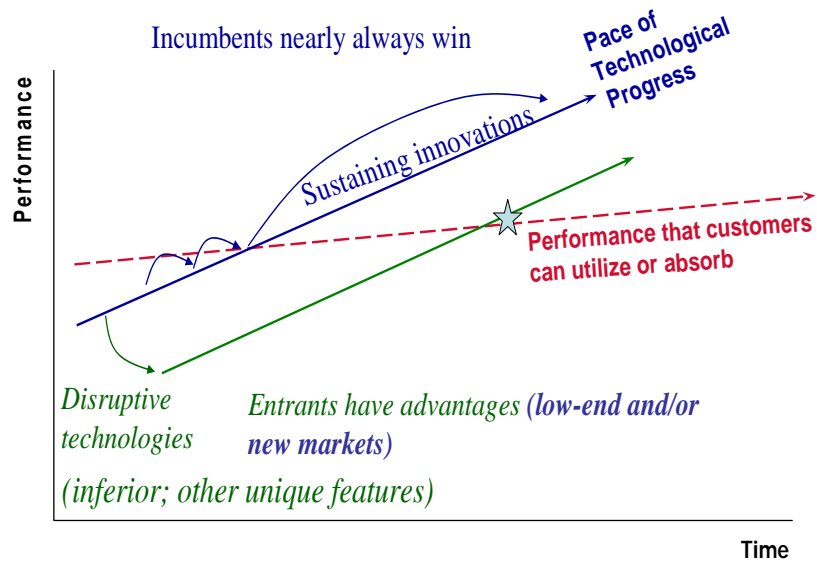 Incumbents nearly always win
Pace of
Technological
Progress
Performance
Sustaining innovations
Performance that customers
can utilize or absorb
Disruptive
technologies
(inferior; other unique features)
Entrants have advantages (low-end and/or
new markets)
Time